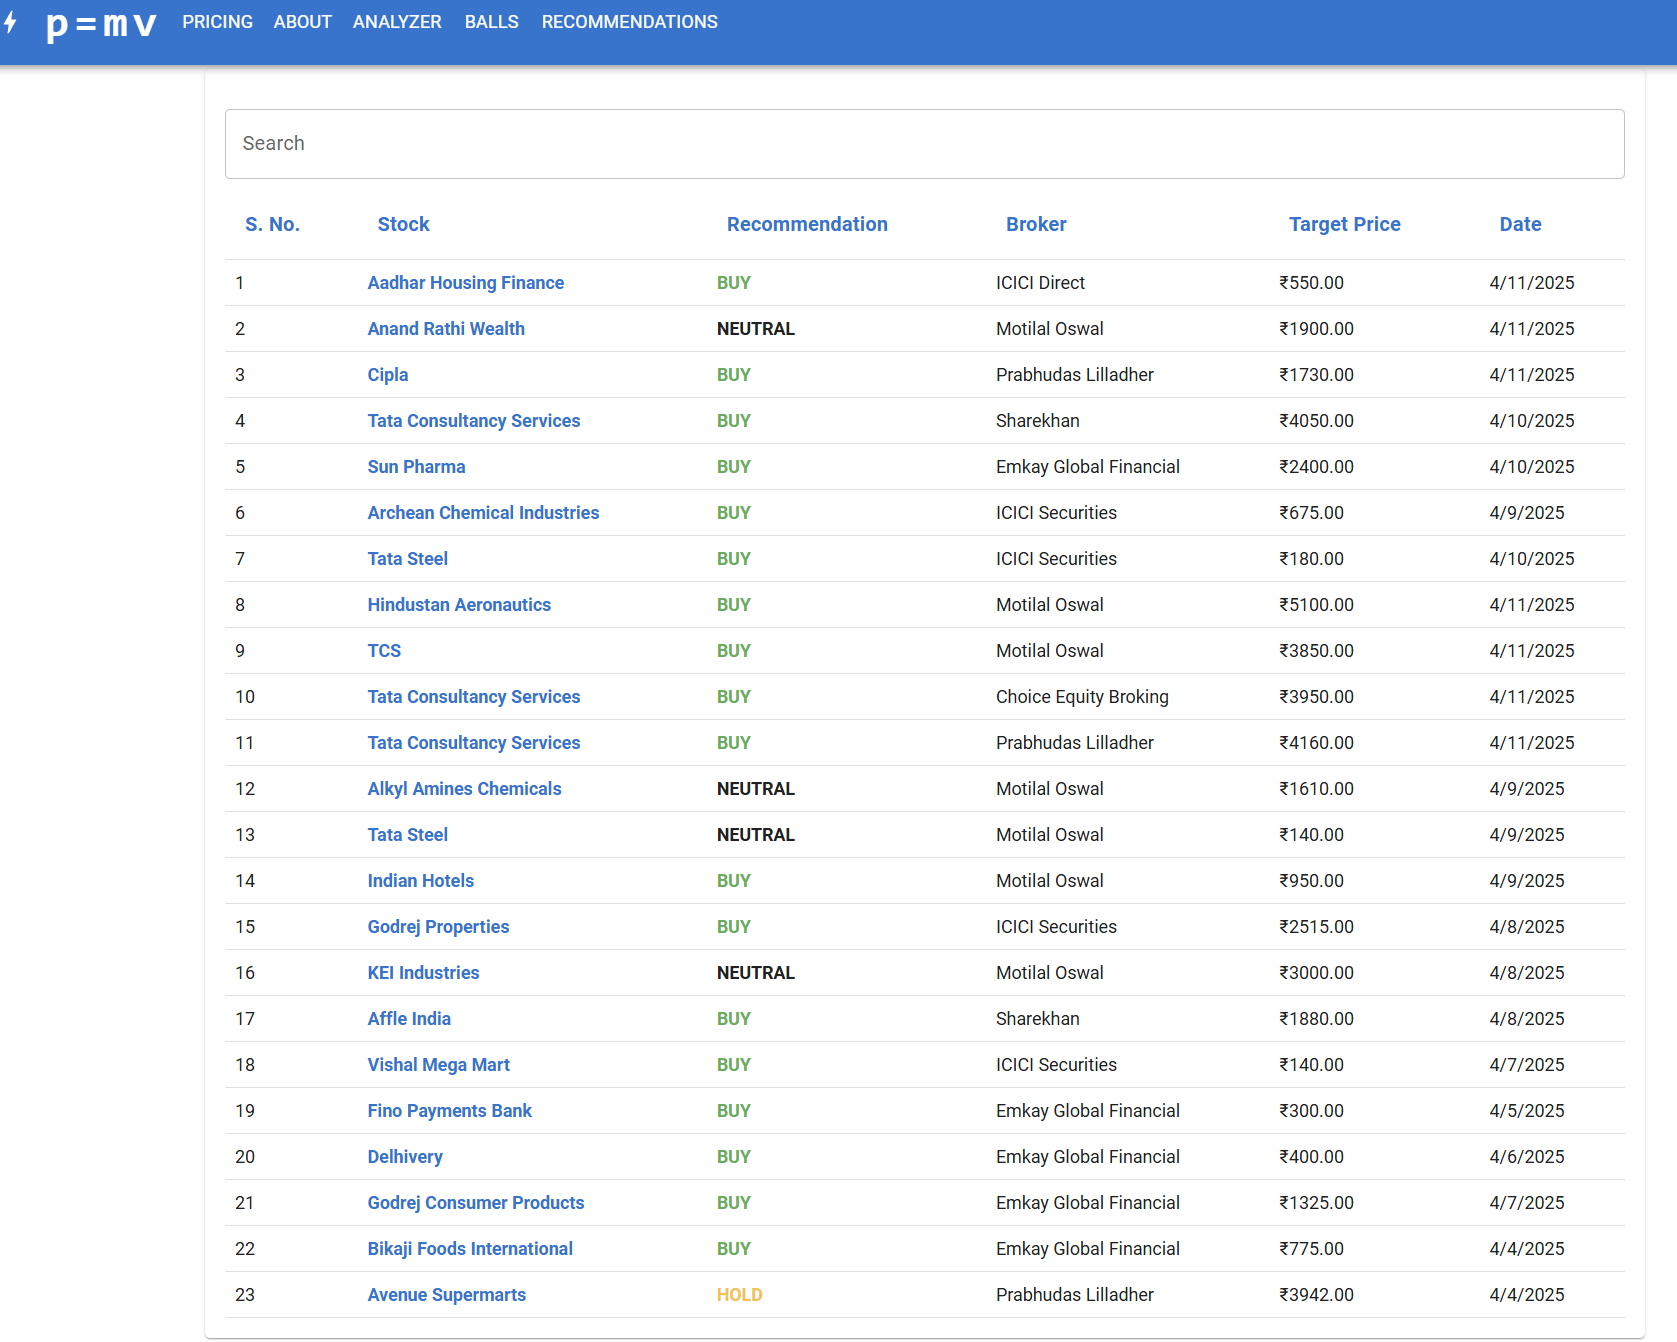 p=mv PRICING ABOUT ANALYZER BALLS RECOMMENDATIONS
Search
S. No. Stock Recommendation Broker Target Price Date
1 Aadhar Housing Finance BUY ICICI Direct ₹550.00 4/11/2025
2 Anand Rathi Wealth NEUTRAL Motilal Oswal ₹1900.00 4/11/2025
3 Cipla BUY Prabhudas Lilladher ₹1730.00 4/11/2025
4 Tata Consultancy Services BUY Sharekhan ₹4050.00 4/10/2025
5 Sun Pharma BUY Emkay Global Financial ₹2400.00 4/10/2025
6 Archean Chemical Industries BUY ICICI Securities ₹675.00 4/9/2025
7 Tata Steel BUY ICICI Securities ₹180.00 4/10/2025
8 Hindustan Aeronautics BUY Motilal Oswal ₹5100.00 4/11/2025
9 TCS BUY Motilal Oswal ₹3850.00 4/11/2025
10 Tata Consultancy Services BUY Choice Equity Broking ₹3950.00 4/11/2025
11 Tata Consultancy Services BUY Prabhudas Lilladher ₹4160.00 4/11/2025
12 Alkyl Amines Chemicals NEUTRAL Motilal Oswal ₹1610.00 4/9/2025
13 Tata Steel NEUTRAL Motilal Oswal ₹140.00 4/9/2025
14 Indian Hotels BUY Motilal Oswal ₹950.00 4/9/2025
15 Godrej Properties BUY ICICI Securities ₹2515.00 4/8/2025
16 KEI Industries NEUTRAL Motilal Oswal ₹3000.00 4/8/2025
17 Affle India BUY Sharekhan ₹1880.00 4/8/2025
18 Vishal Mega Mart BUY ICICI Securities ₹140.00 4/7/2025
19 Fino Payments Bank BUY Emkay Global Financial ₹300.00 4/5/2025
20 Delhivery BUY Emkay Global Financial ₹400.00 4/6/2025
21 Godrej Consumer Products BUY Emkay Global Financial ₹1325.00 4/7/2025
22 Bikaji Foods International BUY Emkay Global Financial ₹775.00 4/4/2025
23 Avenue Supermarts HOLD Prabhudas Lilladher ₹3942.00 4/4/2025